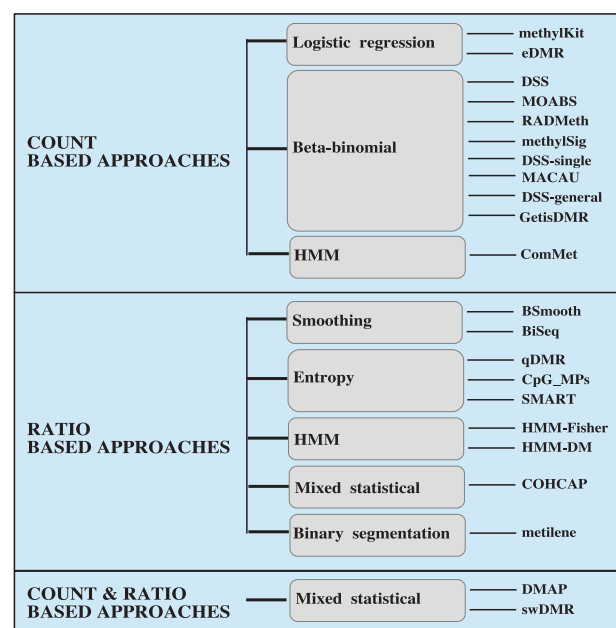 COUNT
BASED APPROACHES
Logistic regression
methylKit
eDMR
Beta-binomial
DSS
MOABS
RADMeth
methylSig
DSS-single
MACAU
DSS-general
GetisDMR
HMM
ComMet
RATIO
BASED APPROACHES
Smoothing
BSmooth
BiSeq
Entropy
qDMR
CpG_MPs
SMART
HMM
HMM-Fisher
HMM-DM
Mixed statistical
COHCAP
Binary segmentation
metilene
COUNT & RATIO
BASED APPROACHES
Mixed statistical
DMAP
swDMR